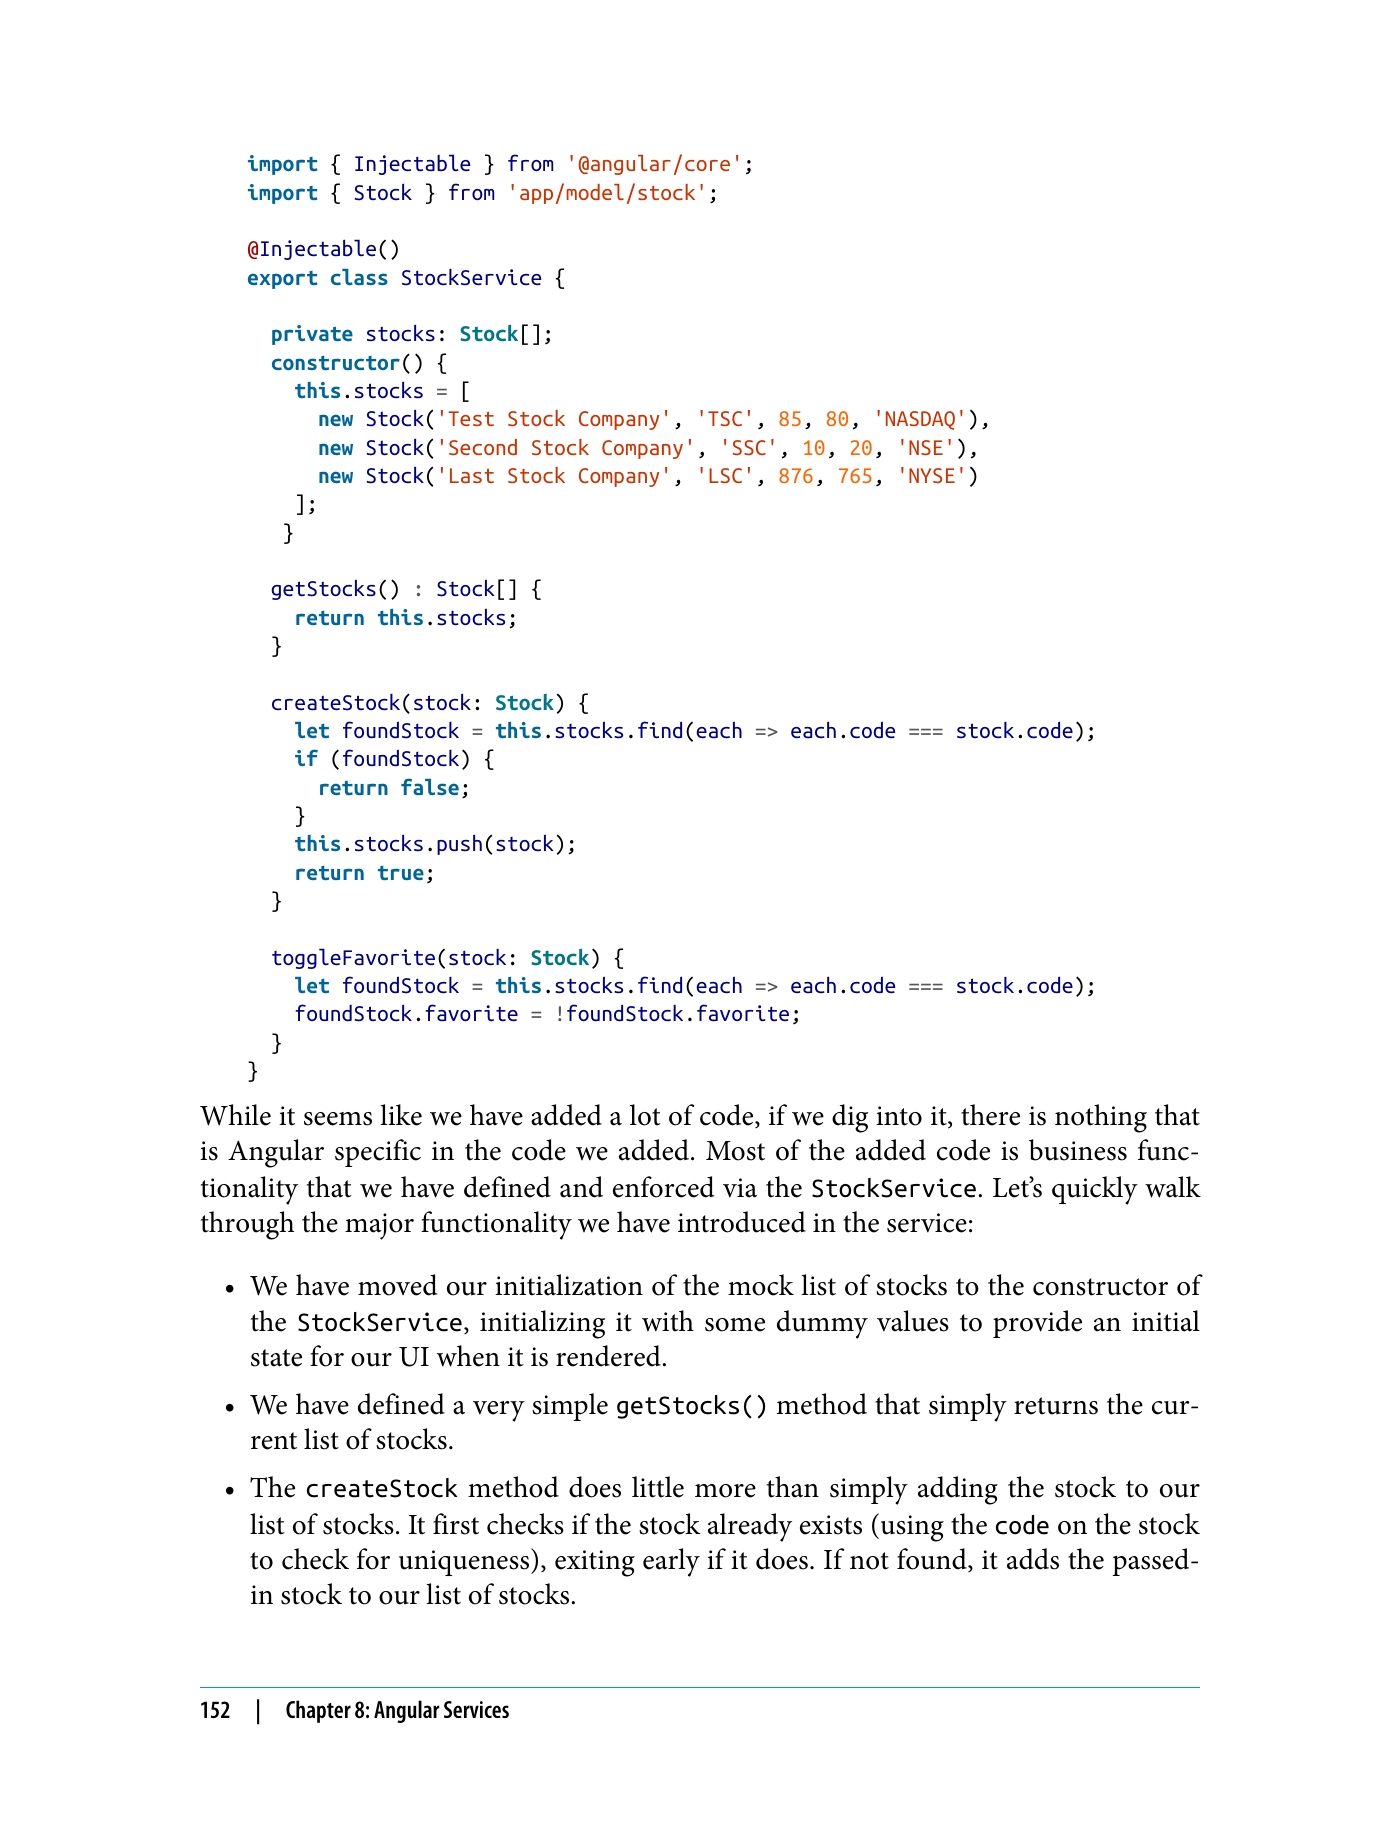 import { Injectable } from '@angular/core';
import { Stock } from 'app/model/stock';

@Injectable()
export class StockService {

  private stocks: Stock[];
  constructor() {
    this.stocks = [
      new Stock('Test Stock Company', 'TSC', 85, 80, 'NASDAQ'),
      new Stock('Second Stock Company', 'SSC', 10, 20, 'NSE'),
      new Stock('Last Stock Company', 'LSC', 876, 765, 'NYSE')
    ];
   }

  getStocks() : Stock[] {
    return this.stocks;
  }

  createStock(stock: Stock) {
    let foundStock = this.stocks.find(each => each.code === stock.code);
    if (foundStock) {
      return false;
    }
    this.stocks.push(stock);
    return true;
  }

  toggleFavorite(stock: Stock) {
    let foundStock = this.stocks.find(each => each.code === stock.code);
    foundStock.favorite = !foundStock.favorite;
  }
}
While it seems like we have added a lot of code, if we dig into it, there is nothing that
is Angular specific in the code we added. Most of the added code is business func-
tionality that we have defined and enforced via the StockService. Let’s quickly walk
through the major functionality we have introduced in the service:
• We have moved our initialization of the mock list of stocks to the constructor of
the StockService, initializing it with some dummy values to provide an initial
state for our UI when it is rendered.
• We have defined a very simple getStocks() method that simply returns the cur-
rent list of stocks.
• The createStock method does little more than simply adding the stock to our
list of stocks. It first checks if the stock already exists (using the code on the stock
to check for uniqueness), exiting early if it does. If not found, it adds the passed-
in stock to our list of stocks.
152 | Chapter 8: Angular Services